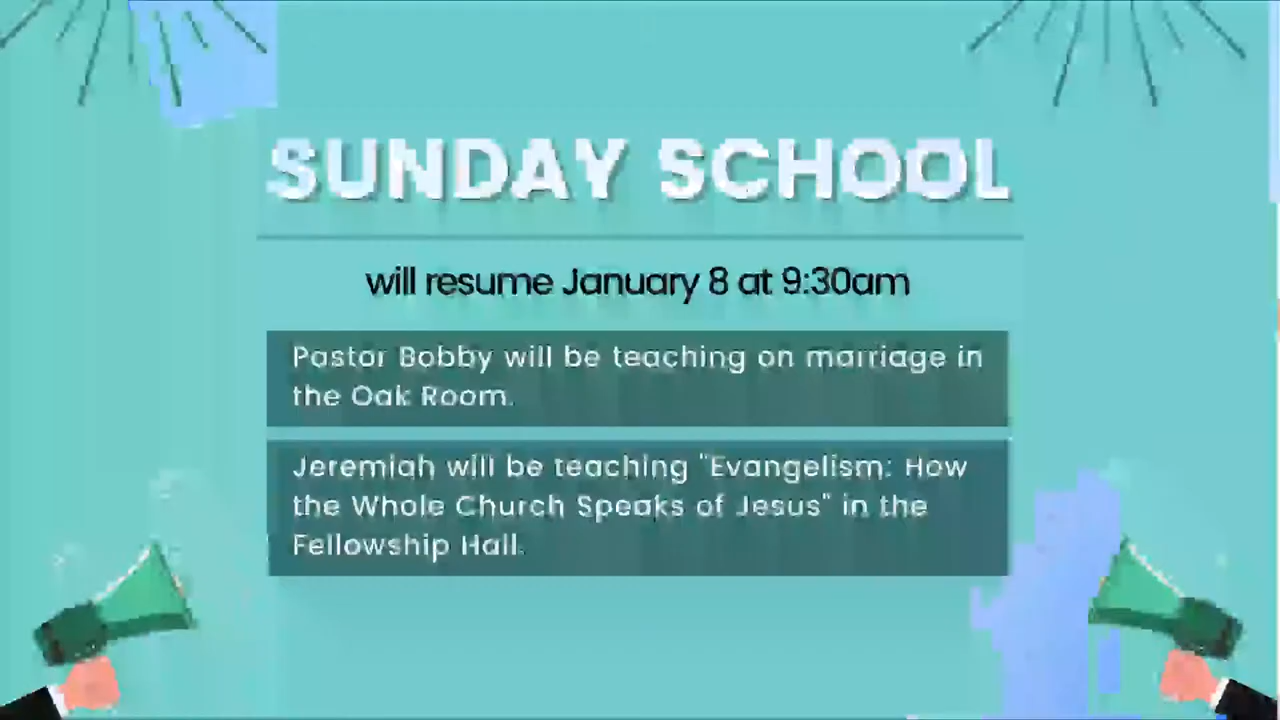 SUNDAY SCHOOL
will resume January 8 at 9:30am
Pastor Bobby will be teaching on marriage in
the Oak Room.
Jeremiah will be teaching "Evangelism: How
the Whole Church Speaks of Jesus" in the
Fellowship Hall.